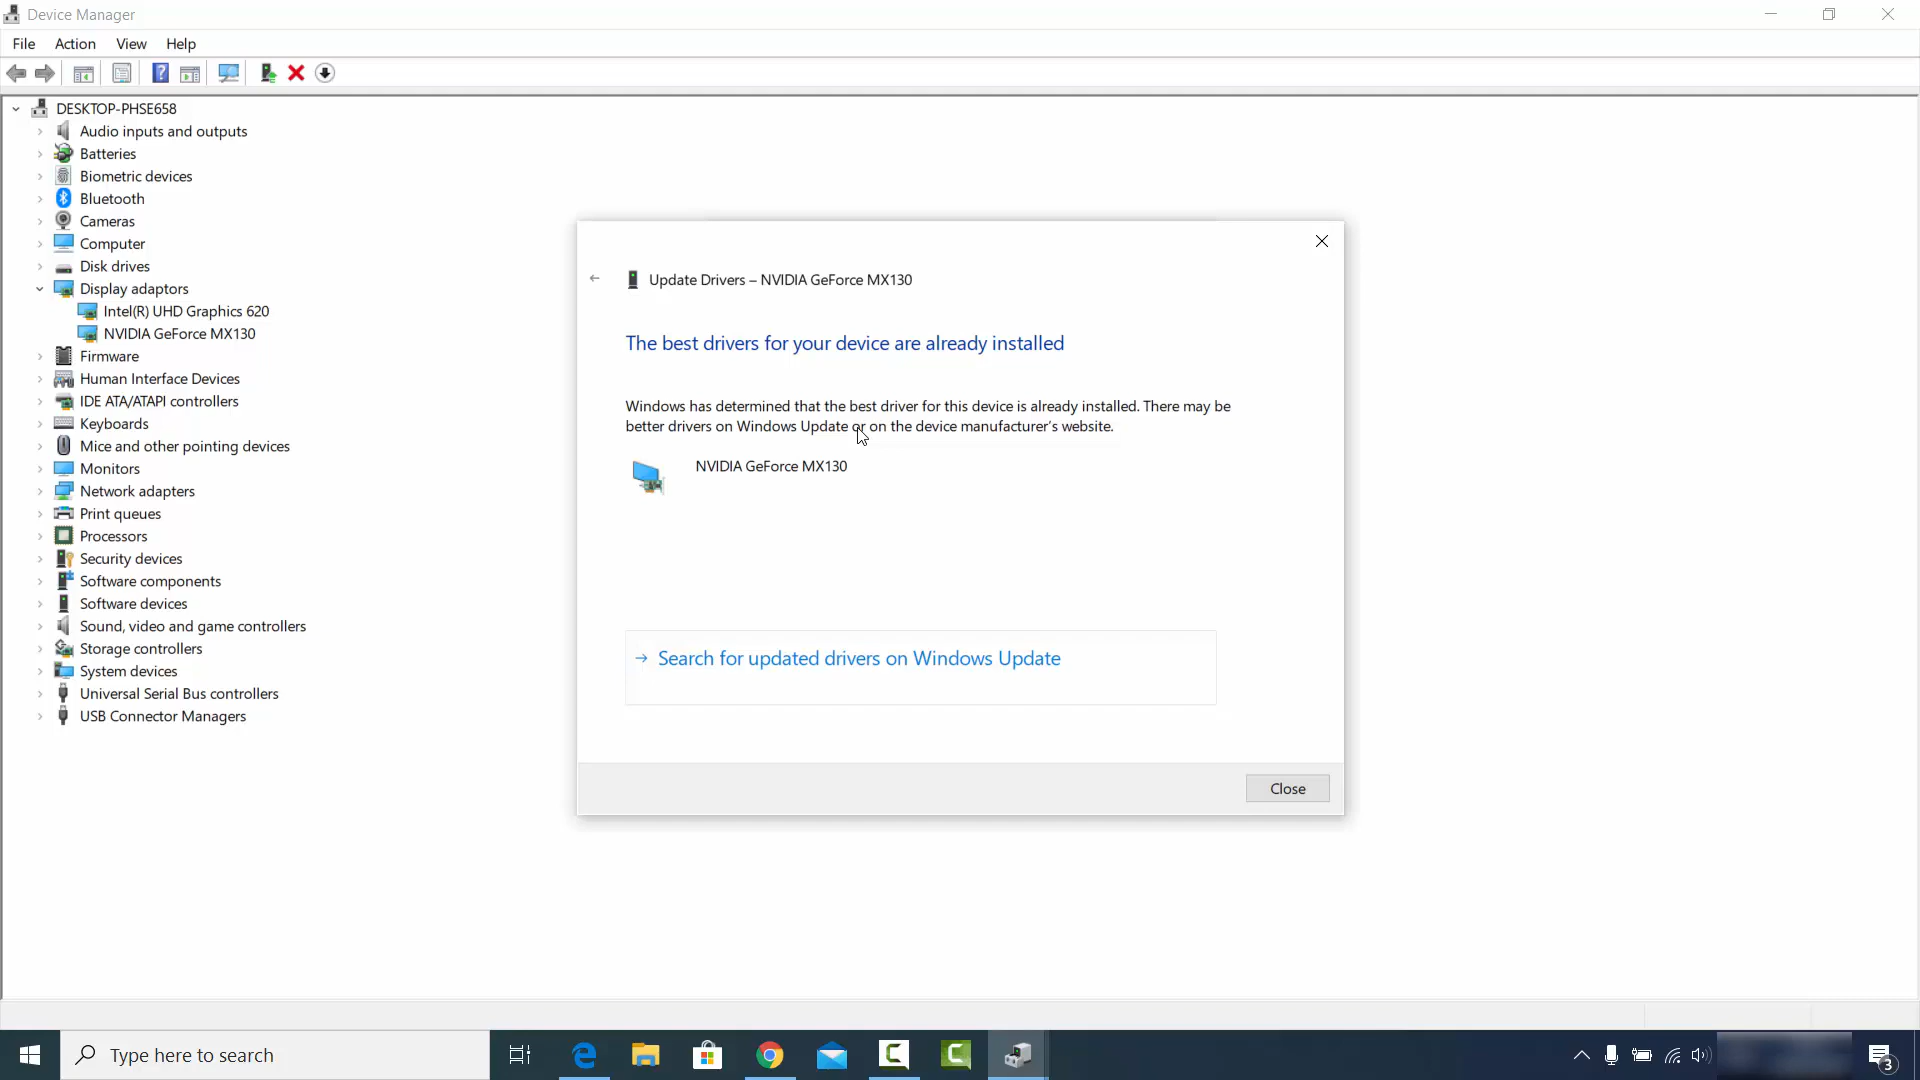 Device Manager
File Action View Help
DESKTOP-PHSE658
Audio inputs and outputs
Batteries
Biometric devices
Bluetooth
Cameras
Computer
Disk drives
Display adaptors
Intel(R) UHD Graphics 620
NVIDIA GeForce MX130
Firmware
Human Interface Devices
IDE ATA/ATAPI controllers
Keyboards
Mice and other pointing devices
Monitors
Network adapters
Print queues
Processors
Security devices
Software components
Software devices
Sound, video and game controllers
Storage controllers
System devices
Universal Serial Bus controllers
USB Connector Managers
Update Drivers – NVIDIA GeForce MX130
The best drivers for your device are already installed
Windows has determined that the best driver for this device is already installed. There may be
better drivers on Windows Update or on the device manufacturer's website.
NVIDIA GeForce MX130
Search for updated drivers on Windows Update
Close
Type here to search
3